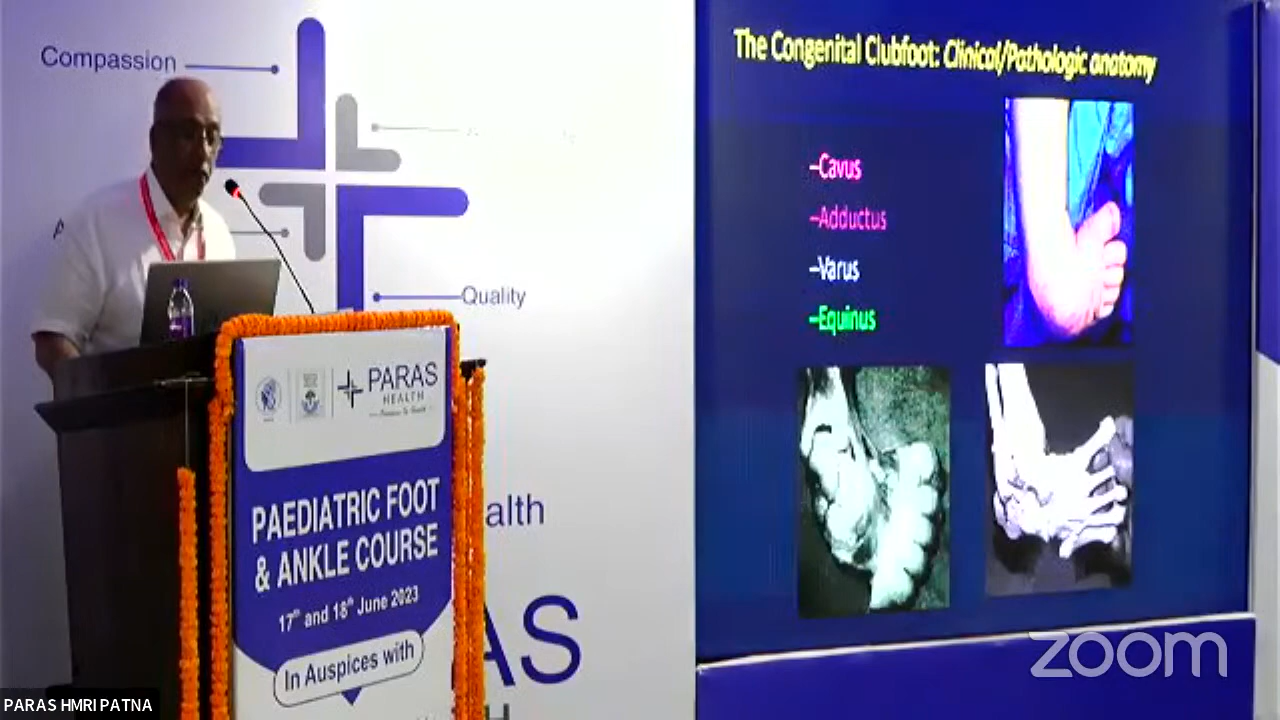 Compassion
Quality
alth
AS
H
PARAS
HEALTH
PAEDIATRIC FOOT
& ANKLE COURSE
17th and 18th June 2023
In Auspices with
The Congenital Clubfoot: Clinical/Pathologic anatomy
–Cavus
–Adductus
–Varus
–Equinus
zoom
PARAS HMRI PATNA